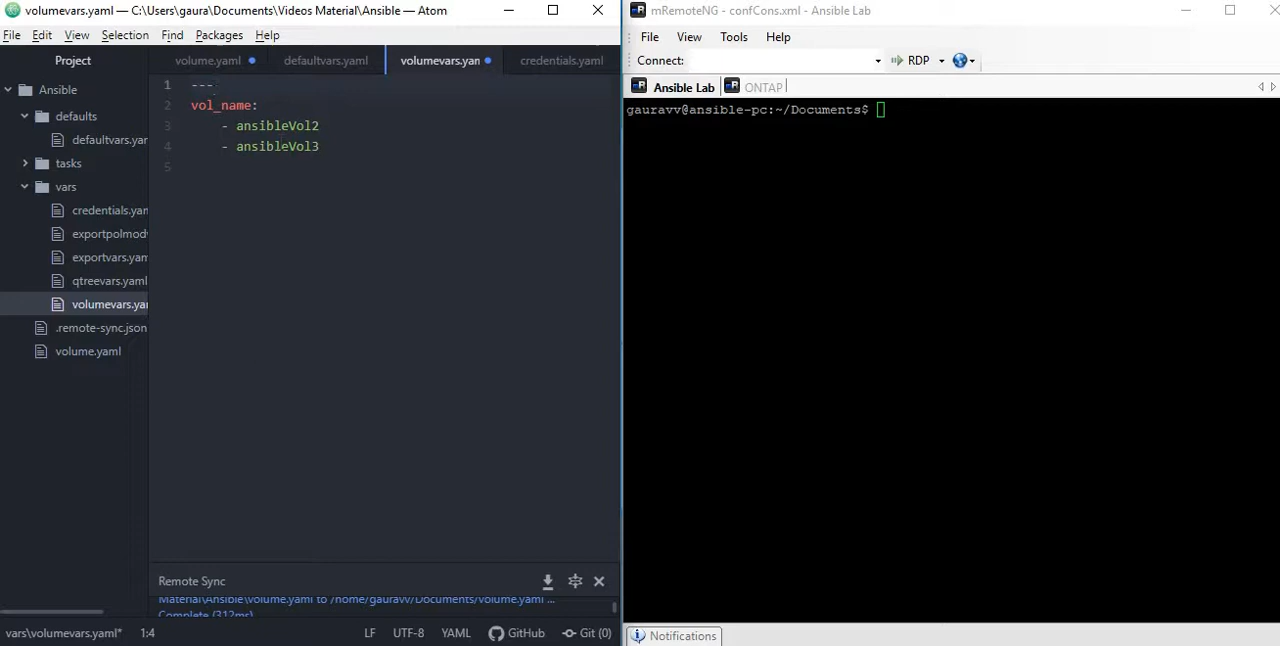 volumevars.yaml — C:\Users\gaura\Documents\Videos Material\Ansible — Atom
File Edit View Selection Find Packages Help
Project
volume.yaml defaultvars.yaml volumevars.yan credentials.yaml
Ansible
defaults
defaultvars.yar
tasks
vars
credentials.yan
exportpolmod
exportvars.yam
qtreevars.yaml
volumevars.yar
.remote-sync.json
volume.yaml
1 ---
2 vol_name:
3 - ansibleVol2
4 - ansibleVol3
5
Remote Sync
Material\Ansible\volume.yaml to /home/gauravv/Documents/volume.yaml ...
Complete (312ms)
vars\volumevars.yaml* 1:4 LF UTF-8 YAML GitHub Git (0)
mRemoteNG - confCons.xml - Ansible Lab
File View Tools Help
Connect: RDP
Ansible Lab ONTAP
gauravv@ansible-pc:~/Documents$
Notifications